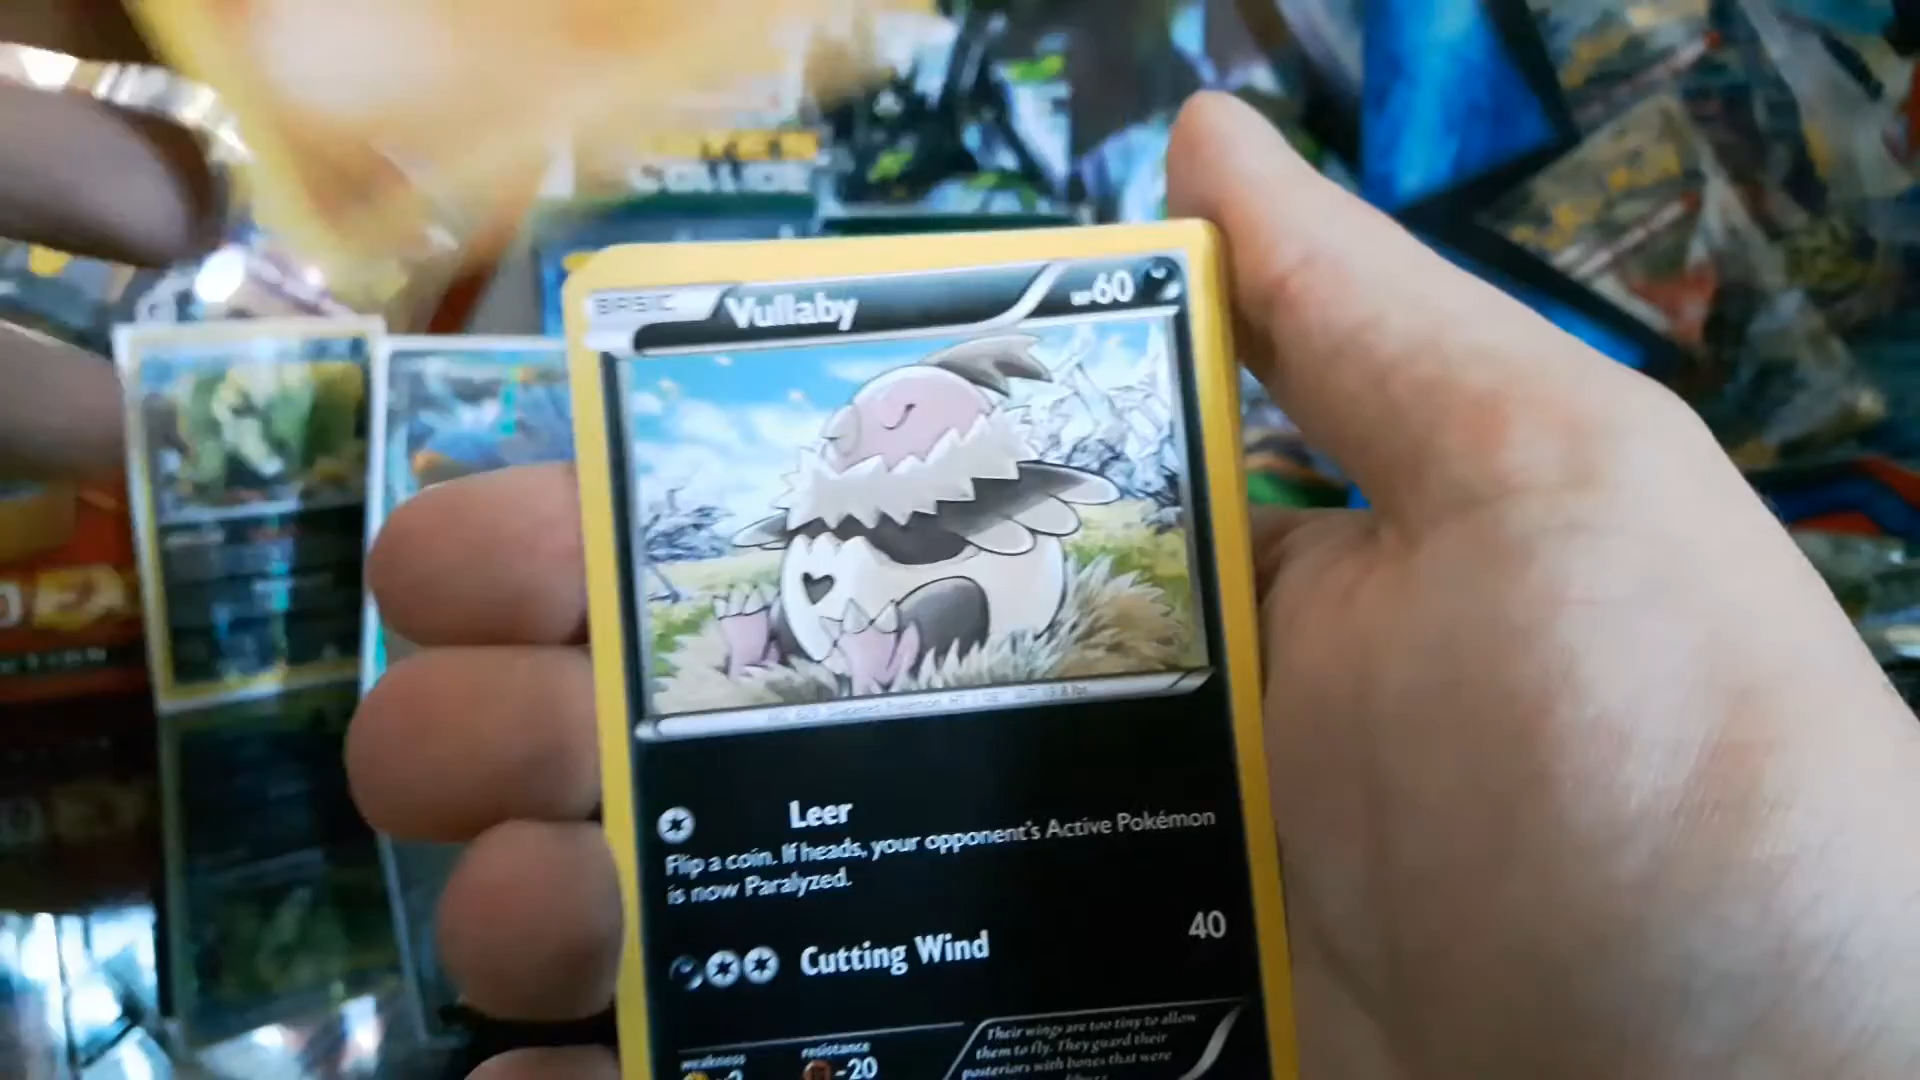 COLLIDE
BASIC Vullaby HP60
Leer
Flip a coin. If heads, your opponent's Active Pokémon
is now Paralyzed.
Cutting Wind 40
weakness resistance
×2 -20
Their wings are too tiny to allow
them to fly. They guard their
posteriors with bones that were